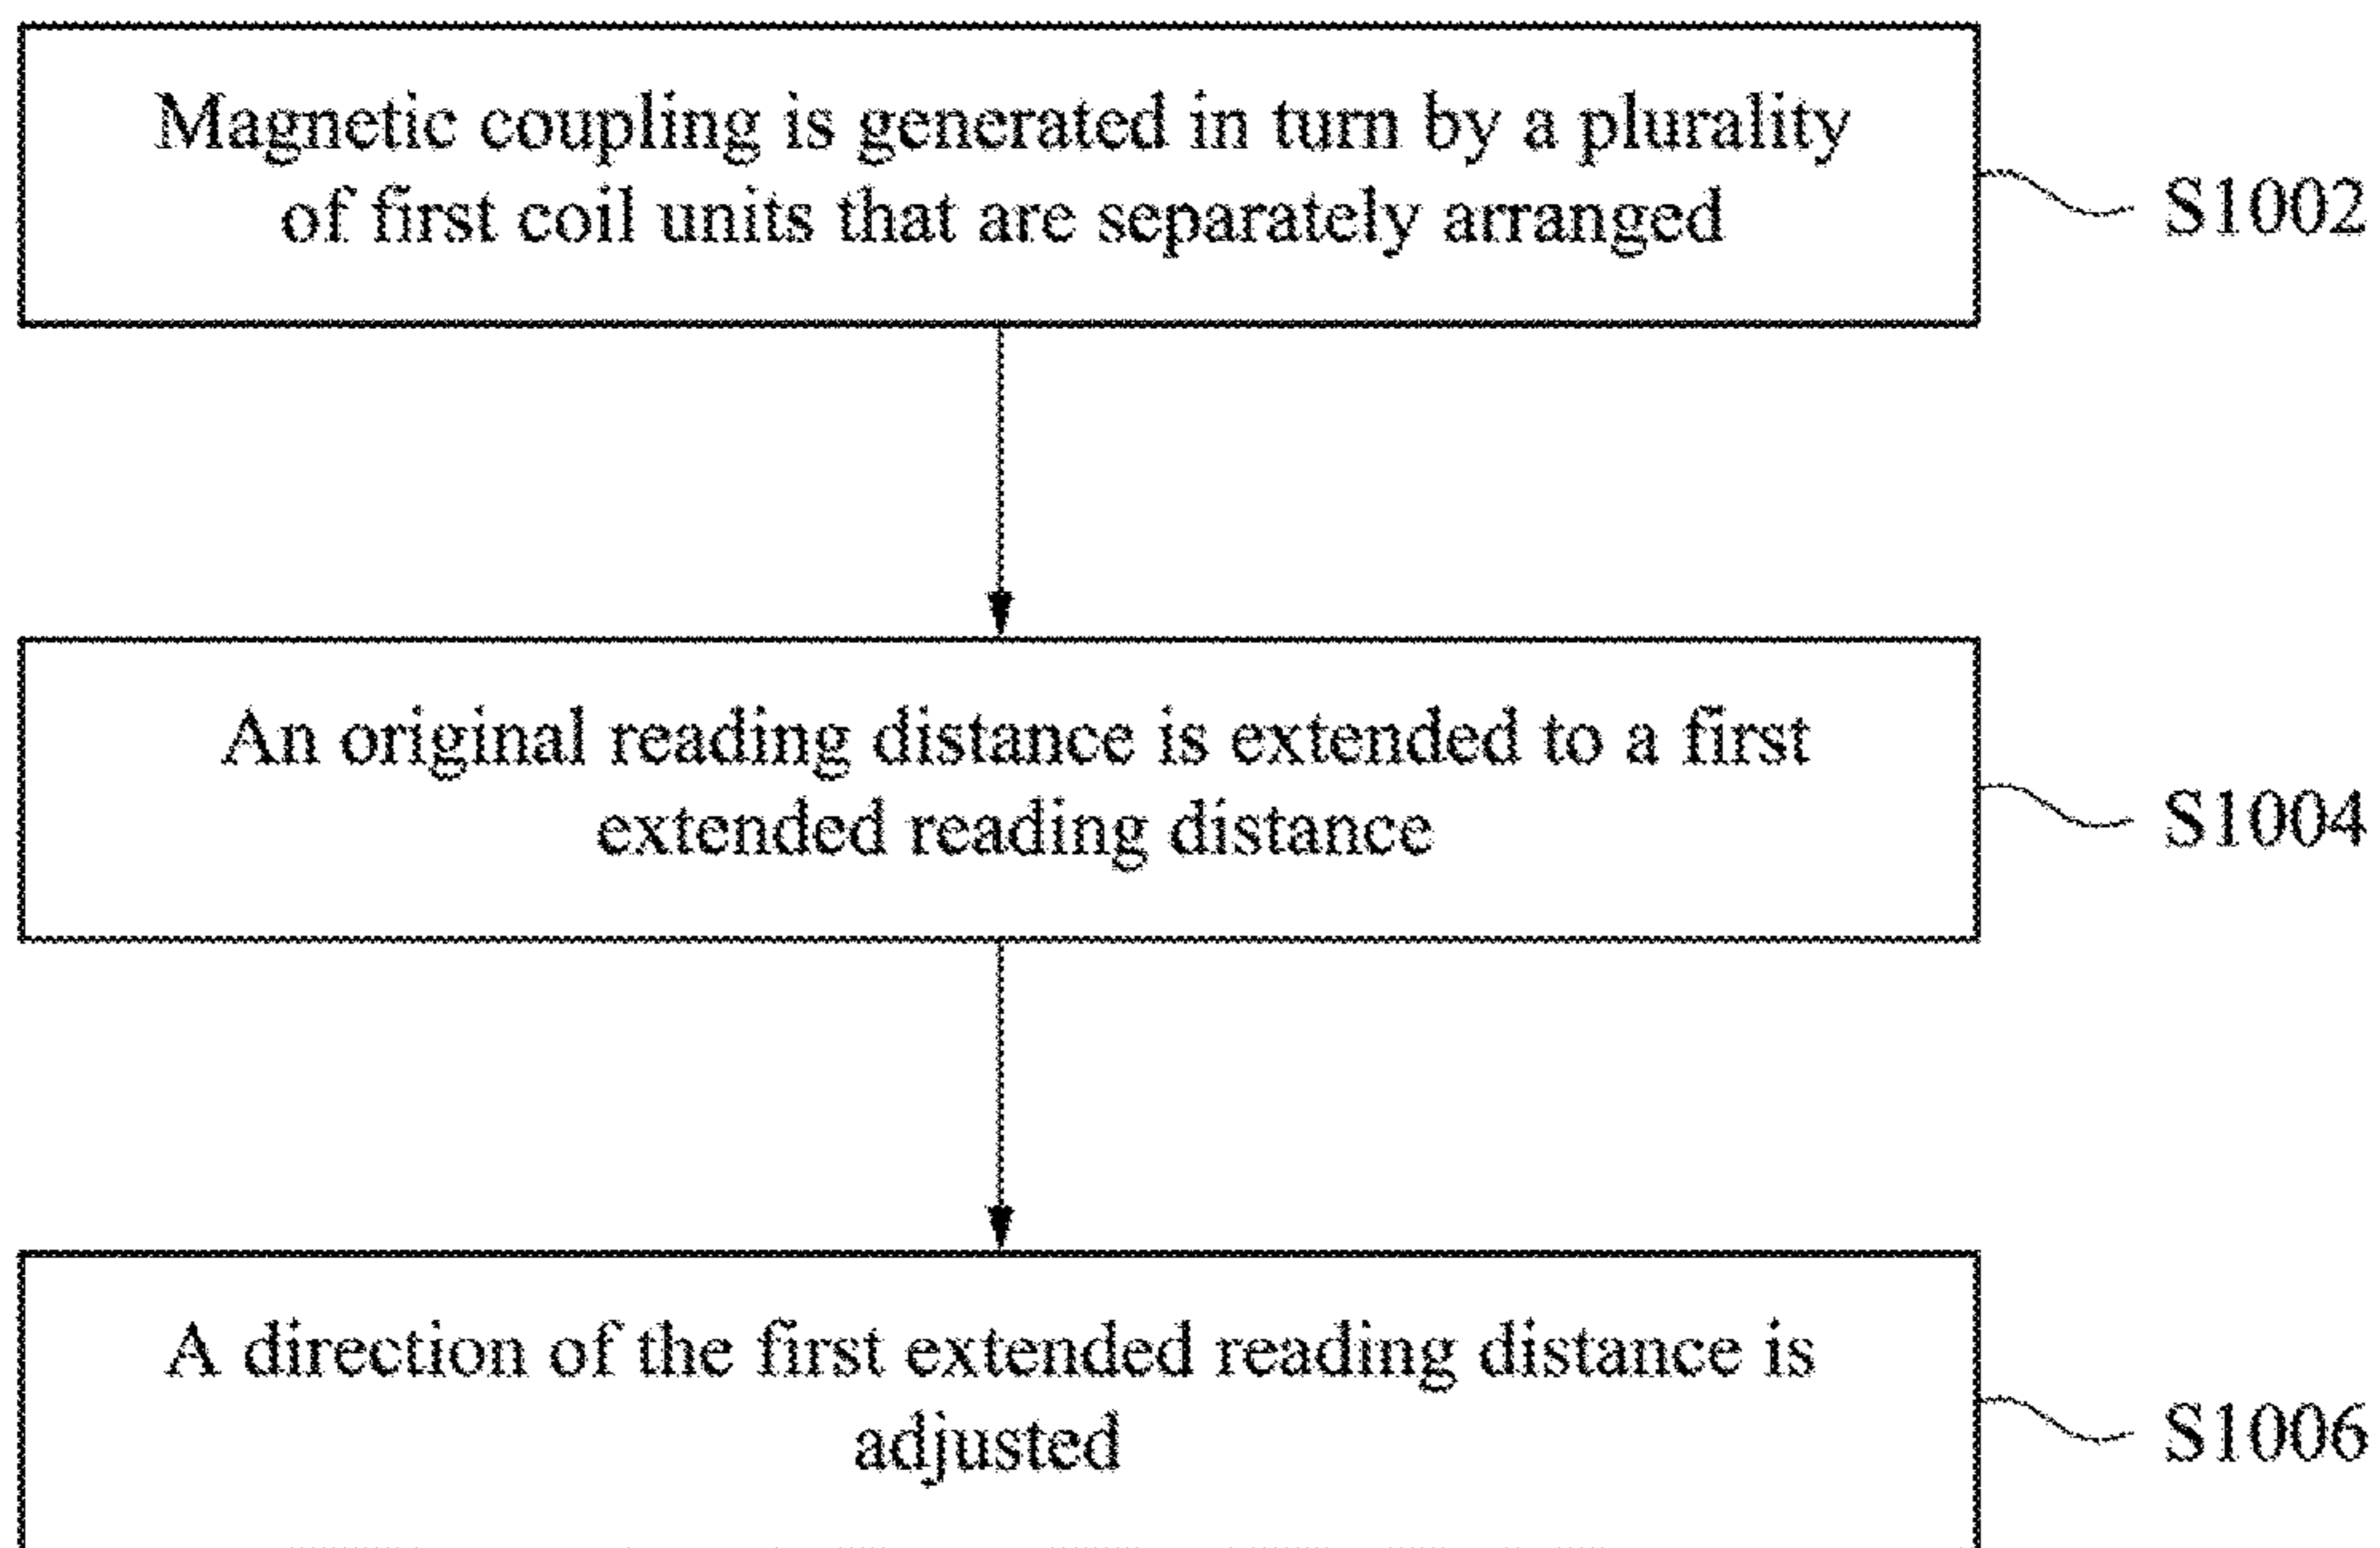 Magnetic coupling is generated in turn by a plurality
of first coil units that are separately arranged
S1002
An original reading distance is extended to a first
extended reading distance
S1004
A direction of the first extended reading distance is
adjusted
S1006